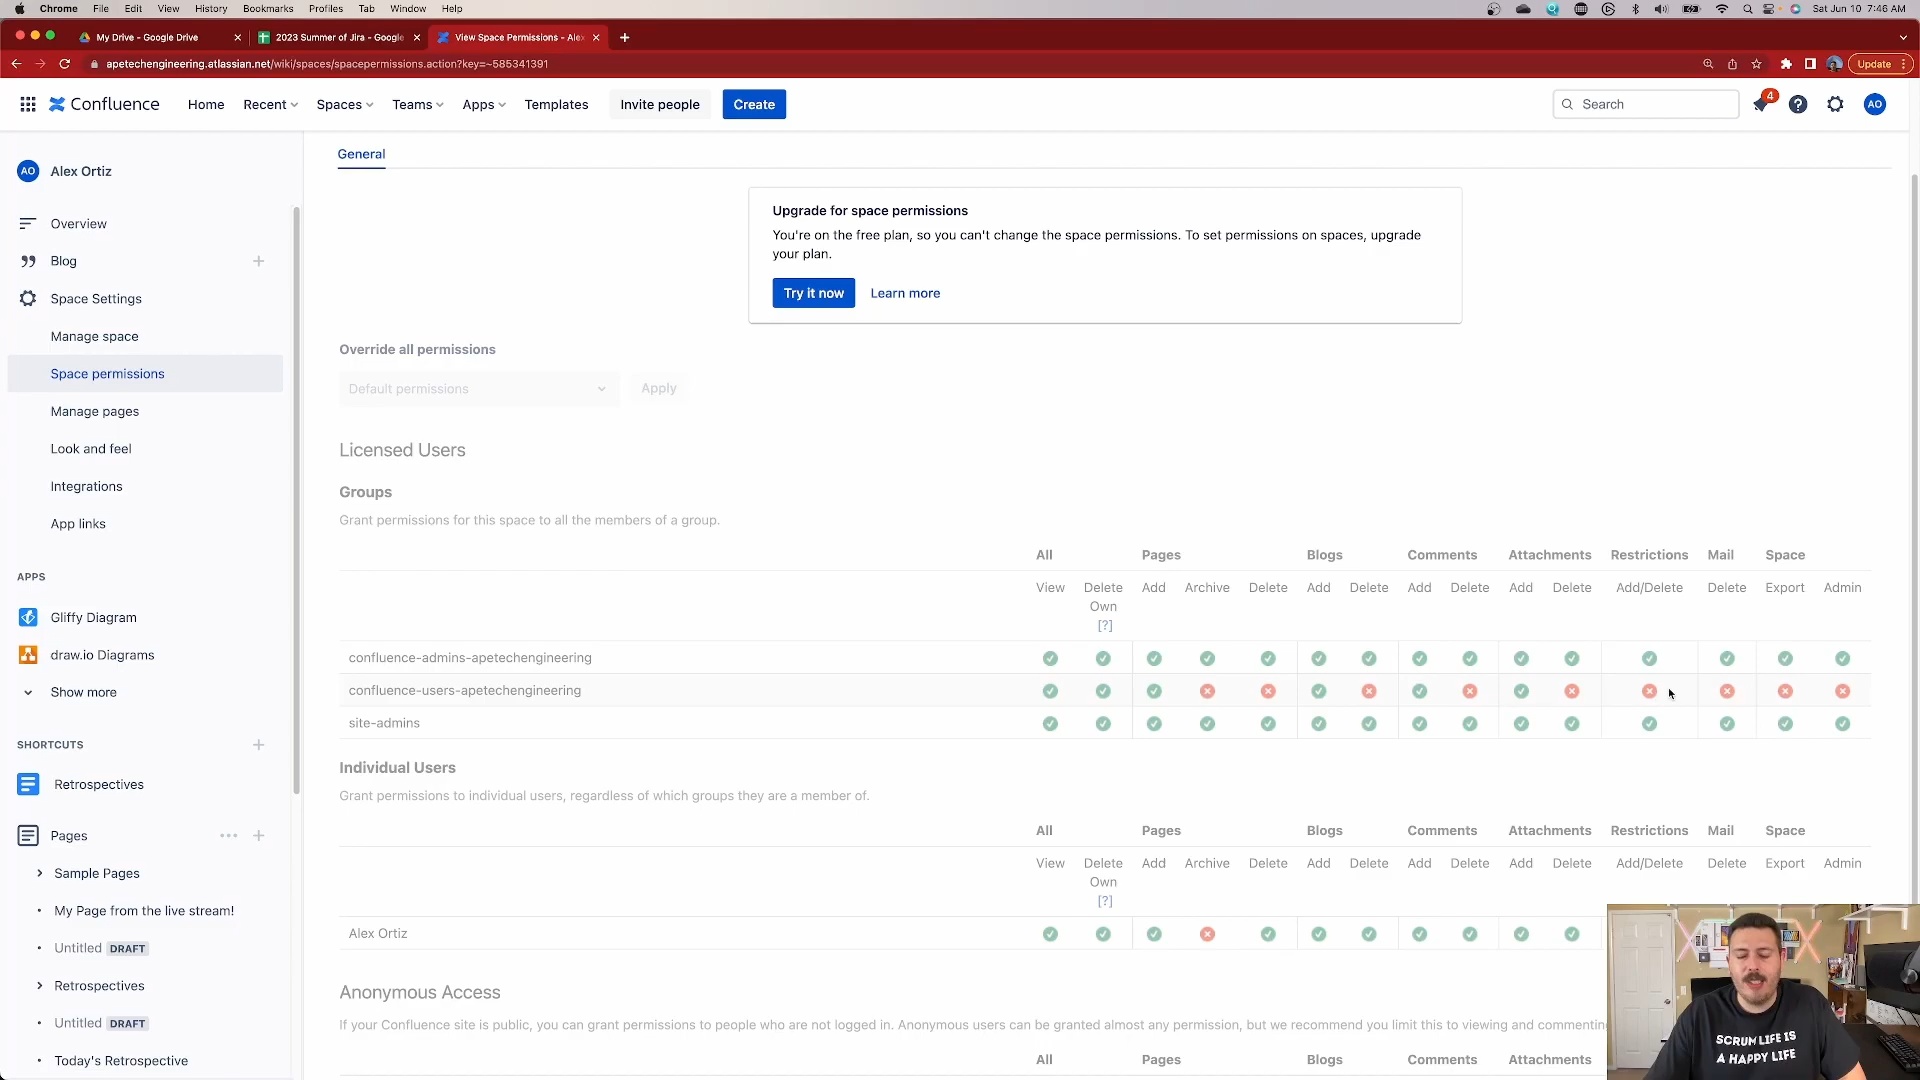 Chrome File Edit View History Bookmarks Profiles Tab Window Help Sat Jun 10 7:46 AM
My Drive - Google Drive 2023 Summer of Jira - Google View Space Permissions - Ale
apetechengineering.atlassian.net/wiki/spaces/spacepermissions.action?key=~585341391 Update
Confluence Home Recent Spaces Teams Apps Templates Invite people Create Search 4 AO
AO Alex Ortiz
Overview
Blog
Space Settings
Manage space
Space permissions
Manage pages
Look and feel
Integrations
App links
APPS
Gliffy Diagram
draw.io Diagrams
Show more
SHORTCUTS
Retrospectives
Pages
Sample Pages
My Page from the live stream!
Untitled DRAFT
Retrospectives
Untitled DRAFT
Today's Retrospective
General
Upgrade for space permissions
You're on the free plan, so you can't change the space permissions. To set permissions on spaces, upgrade
your plan.
Try it now Learn more
Override all permissions
Default permissions Apply
Licensed Users
Groups
Grant permissions for this space to all the members of a group.
All Pages Blogs Comments Attachments Restrictions Mail Space
View Delete Own [?] Add Archive Delete Add Delete Add Delete Add Delete Add/Delete Delete Export Admin
confluence-admins-apetechengineering
confluence-users-apetechengineering
site-admins
Individual Users
Grant permissions to individual users, regardless of which groups they are a member of.
All Pages Blogs Comments Attachments Restrictions Mail Space
View Delete Own [?] Add Archive Delete Add Delete Add Delete Add Delete Add/Delete Delete Export Admin
Alex Ortiz
Anonymous Access
If your Confluence site is public, you can grant permissions to people who are not logged in. Anonymous users can be granted almost any permission, but we recommend you limit this to viewing and commenting
All Pages Blogs Comments Attachments
SCRUM LIFE IS
A HAPPY LIFE